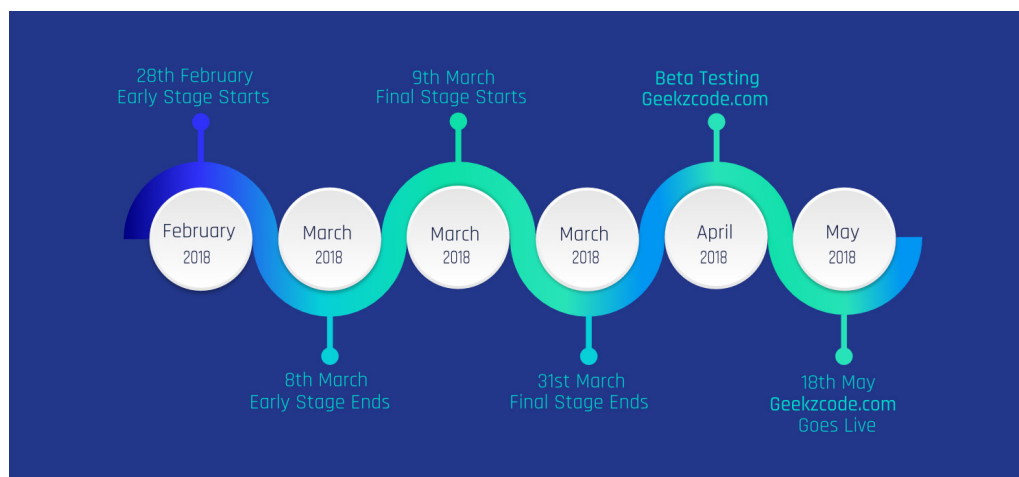 28th February
Early Stage Starts
9th March
Final Stage Starts
Beta Testing
Geekzcode.com
February
2018
March
2018
March
2018
March
2018
April
2018
May
2018
8th March
Early Stage Ends
31st March
Final Stage Ends
18th May
Geekzcode.com
Goes Live